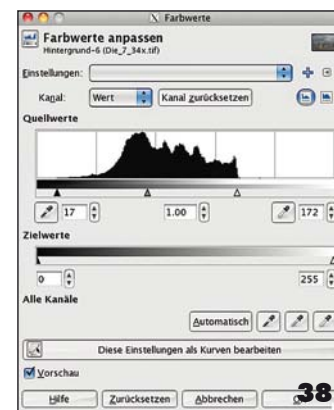 Farbwerte
Farbwerte anpassen
Hintergrund-6 (Die_7_34x.tif)
Einstellungen:
Kanal: Wert Kanal zurücksetzen
Quellwerte
17 1.00 172
Zielwerte
0 255
Alle Kanäle
Automatisch
Diese Einstellungen als Kurven bearbeiten
Vorschau
Hilfe Zurücksetzen Abbrechen
38